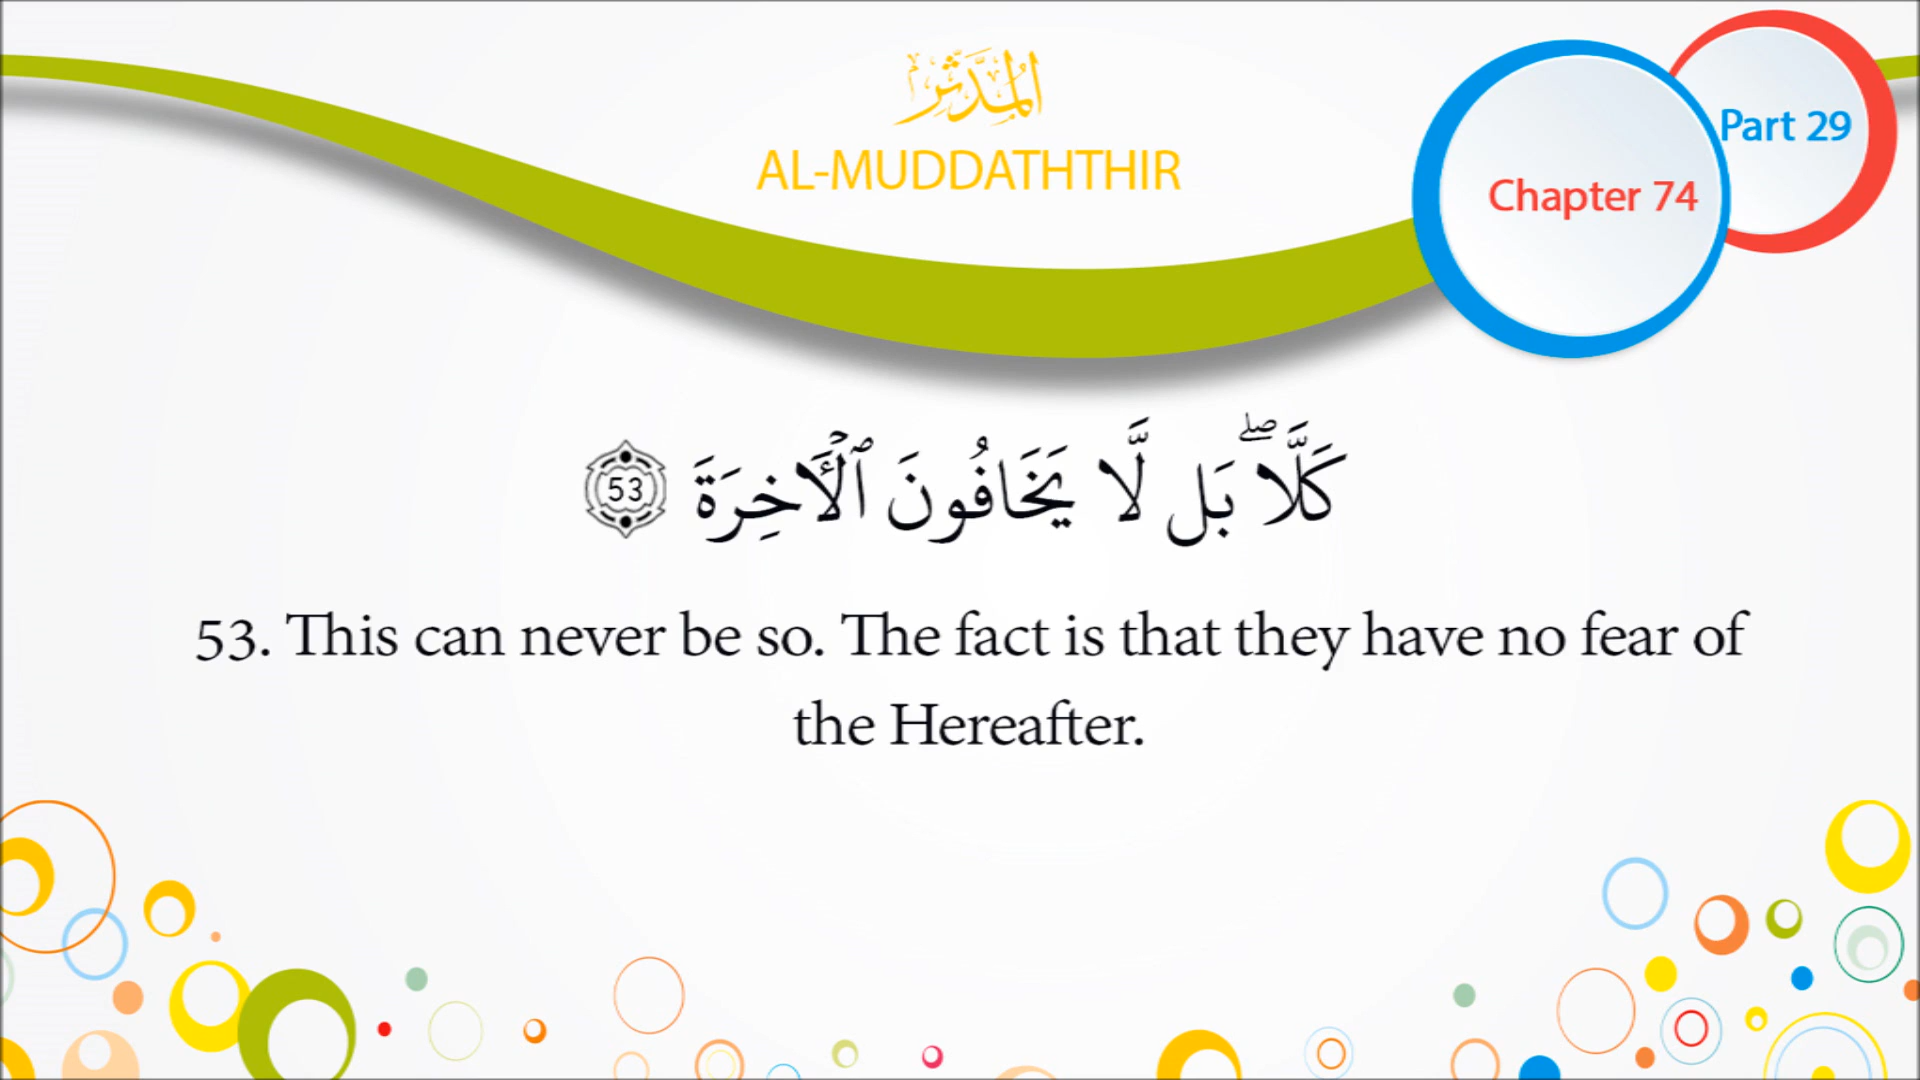 المدثر
AL-MUDDATHTHIR
Part 29
Chapter 74
كَلَّاۖ بَل لَّا يَخَافُونَ ٱلْـَٔاخِرَةَ 53
53. This can never be so. The fact is that they have no fear of
the Hereafter.